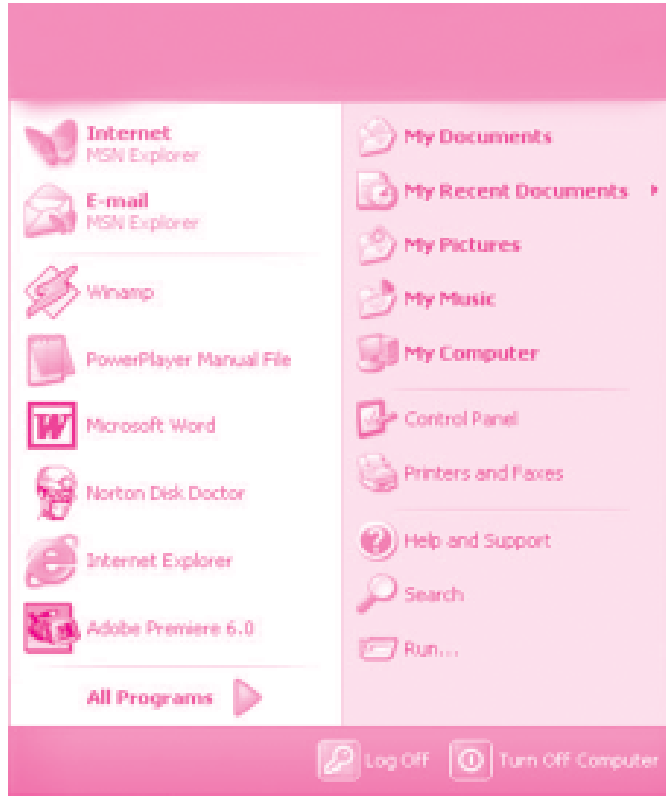 Internet
MSN Explorer
E-mail
MSN Explorer
Winamp
PowerPlayer Manual File
Microsoft Word
Norton Disk Doctor
Internet Explorer
Adobe Premiere 6.0
All Programs
My Documents
My Recent Documents
My Pictures
My Music
My Computer
Control Panel
Printers and Faxes
Help and Support
Search
Run...
Log Off
Turn Off Computer